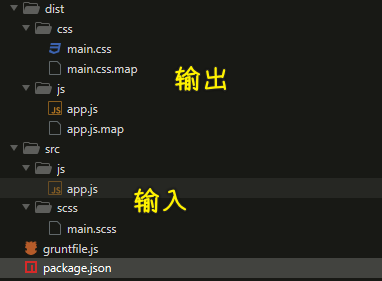 dist
css
main.css
main.css.map
输出
js
app.js
app.js.map
src
js
app.js
输入
scss
main.scss
gruntfile.js
package.json